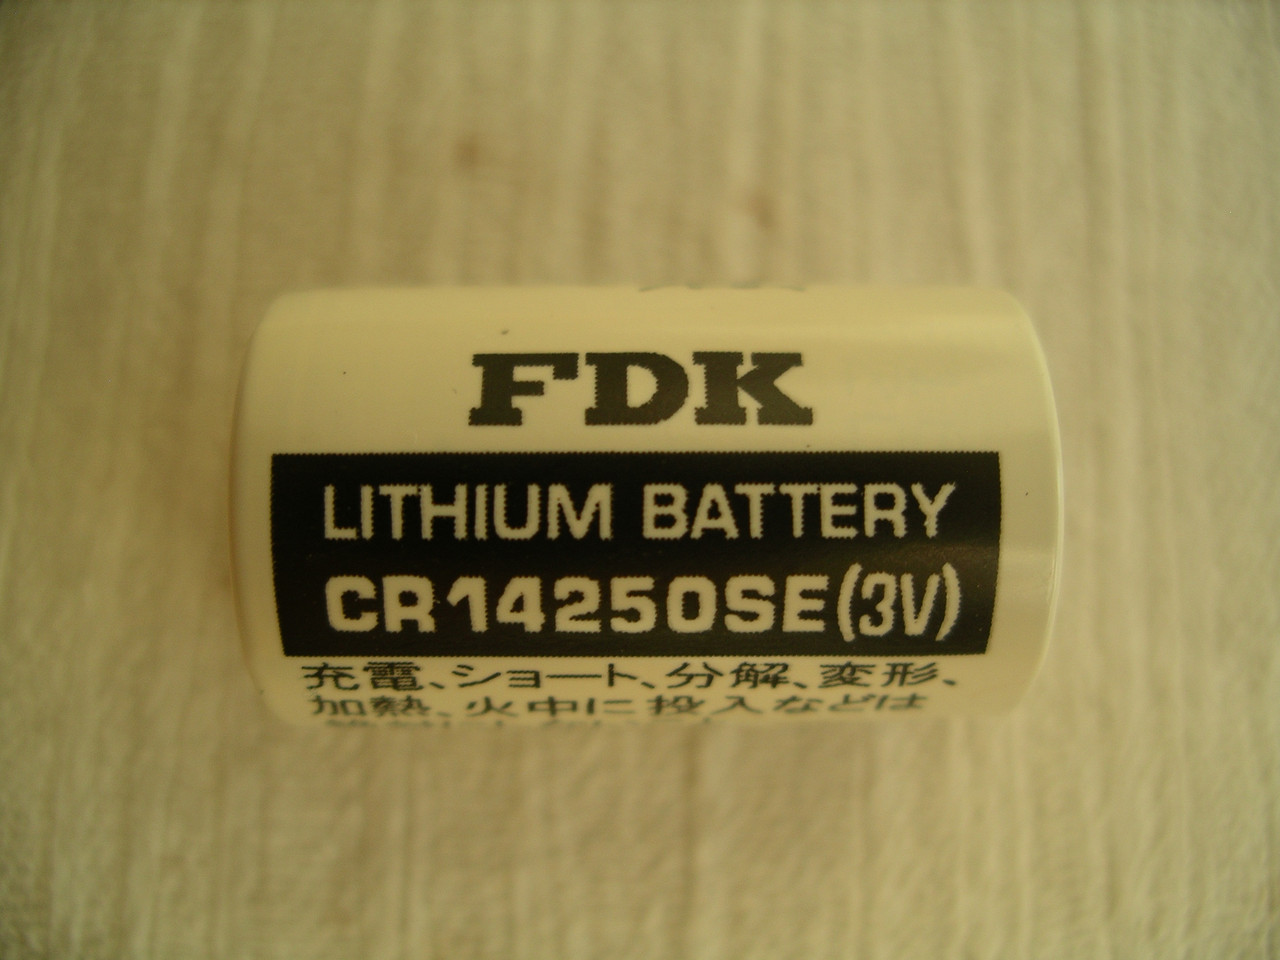 FDK
LITHIUM BATTERY
CR14250SE(3V)
充電、ショート、分解、変形、
加熱、火中に投入などは